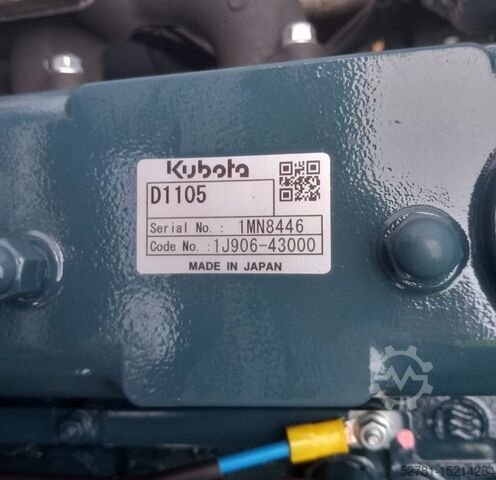 Kubota
D1105
Serial No. : 1MN8446
Code No. : 1J906-43000
MADE IN JAPAN
52781-15214264